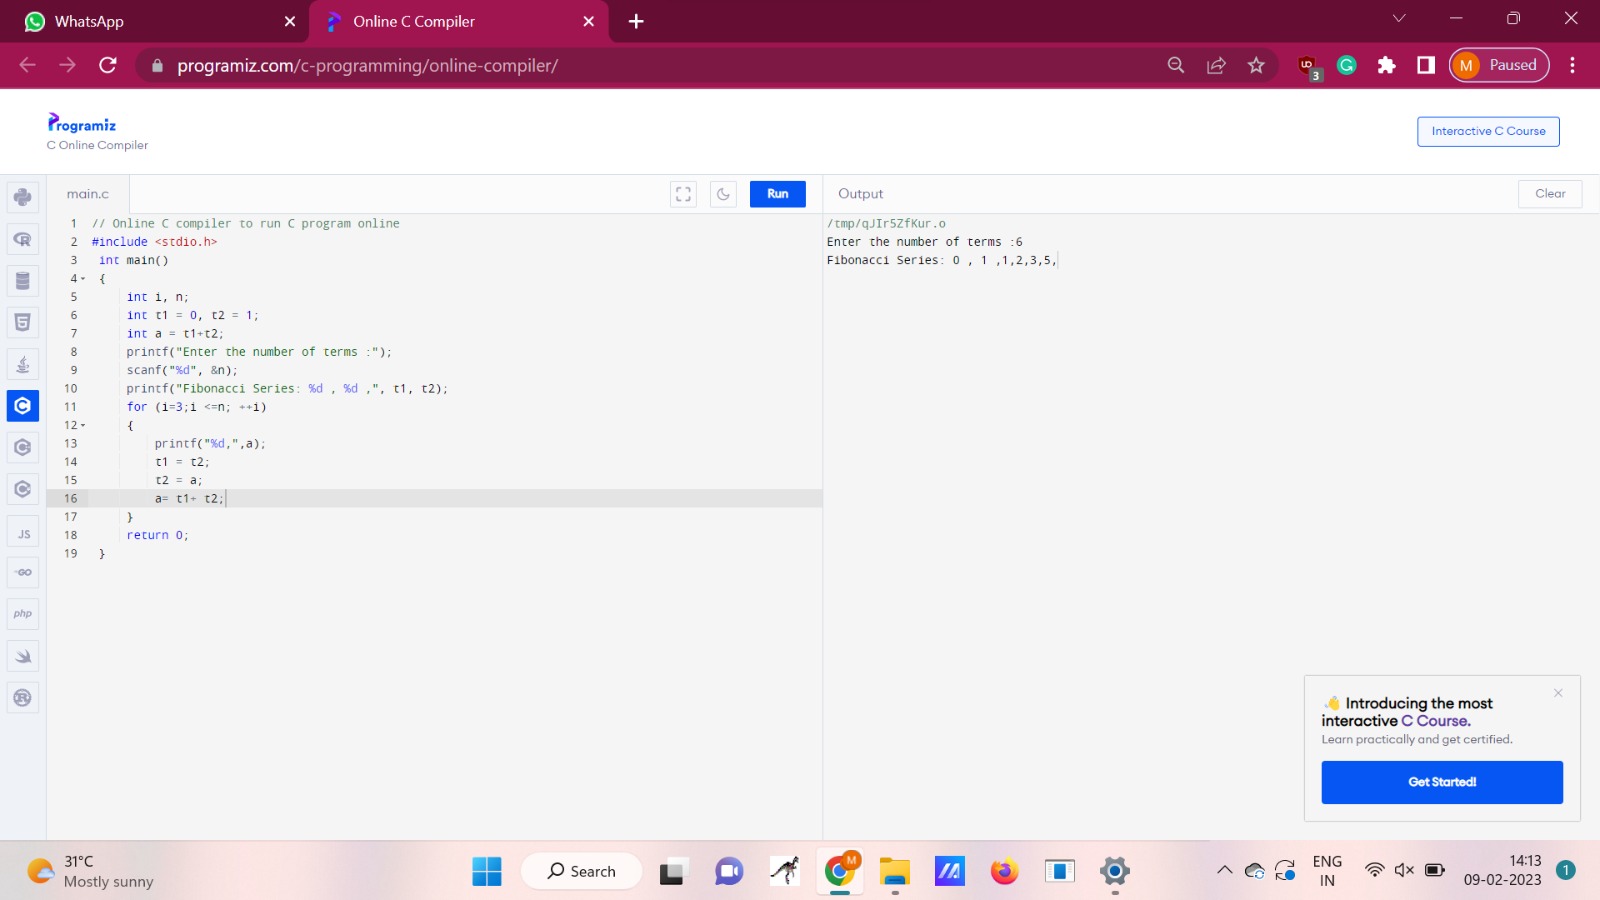 WhatsApp
Online C Compiler
programiz.com/c-programming/online-compiler/
3
M Paused
Programiz
C Online Compiler
Interactive C Course
main.c
Run
Output
Clear
1 // Online C compiler to run C program online
2 #include <stdio.h>
3 int main()
4 {
5 int i, n;
6 int t1 = 0, t2 = 1;
7 int a = t1+t2;
8 printf("Enter the number of terms :");
9 scanf("%d", &n);
10 printf("Fibonacci Series: %d , %d ,", t1, t2);
11 for (i=3;i <=n; ++i)
12 {
13 printf("%d,",a);
14 t1 = t2;
15 t2 = a;
16 a= t1+ t2;
17 }
18 return 0;
19 }
/tmp/qJIr5ZfKur.o
Enter the number of terms :6
Fibonacci Series: 0 , 1 ,1,2,3,5,
JS
GO
php
👋 Introducing the most
interactive C Course.
Learn practically and get certified.
Get Started!
31°C
Mostly sunny
Search
M
ENG
IN
14:13
09-02-2023
1